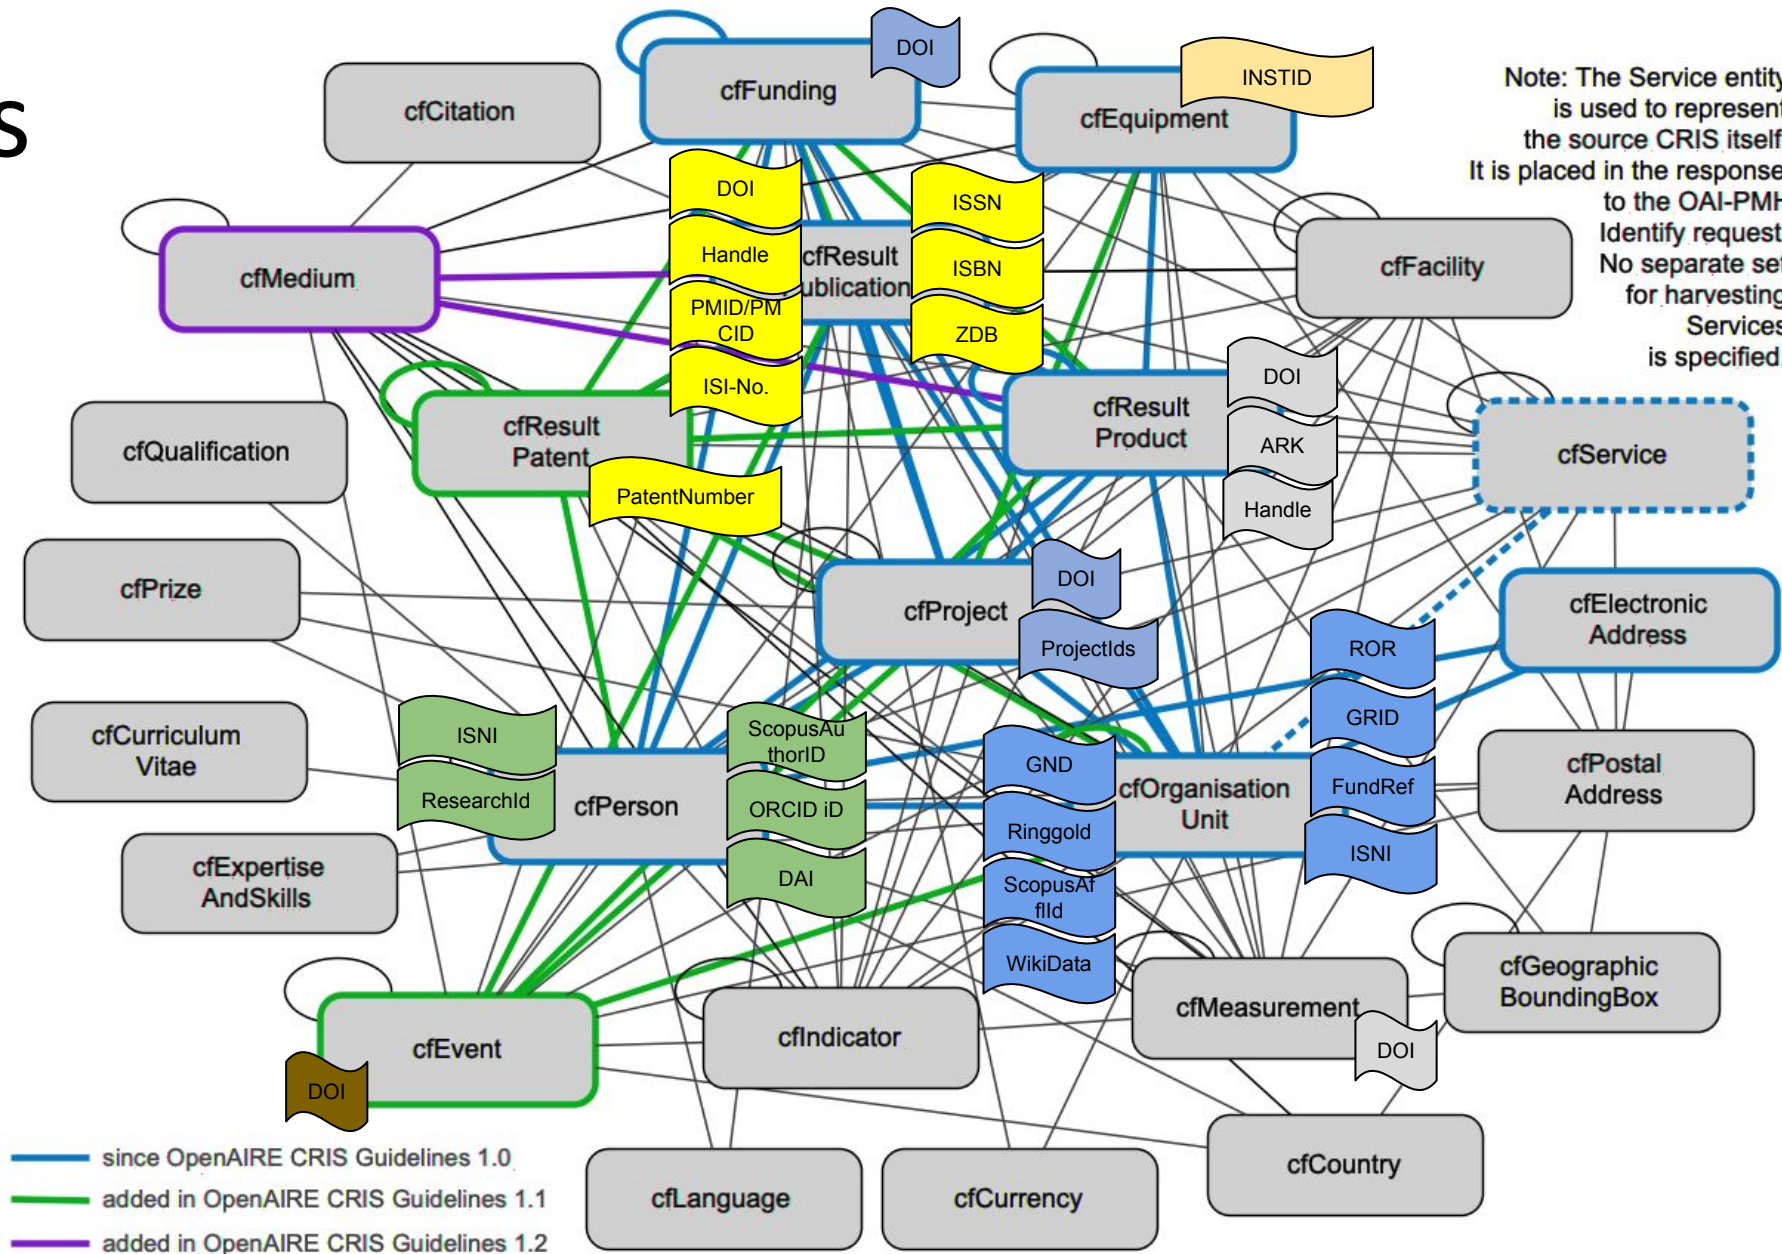 s
cfFunding
DOI
cfEquipment
INSTID
cfCitation
Note: The Service entity
is used to represent
the source CRIS itself
It is placed in the response
to the OAI-PMH
Identify request.
No separate set
for harvesting
Services
is specified.
DOI
Handle
PMID/PM
CID
ISI-No.
cfResult
ublication
ISSN
ISBN
ZDB
cfMedium
cfFacility
cfResult
Patent
PatentNumber
cfResult
Product
DOI
ARK
Handle
cfService
cfQualification
cfPrize
cfProject
DOI
ProjectIds
cfElectronic
Address
ROR
GRID
FundRef
ISNI
cfCurriculum
Vitae
ISNI
ResearchId
cfPerson
ScopusAu
thorID
ORCID iD
DAI
GND
Ringgold
ScopusAf
fIId
WikiData
cfOrganisation
Unit
cfPostal
Address
cfExpertise
AndSkills
cfEvent
DOI
cfIndicator
cfMeasurement
DOI
cfGeographic
BoundingBox
cfLanguage
cfCurrency
cfCountry
since OpenAIRE CRIS Guidelines 1.0
added in OpenAIRE CRIS Guidelines 1.1
added in OpenAIRE CRIS Guidelines 1.2